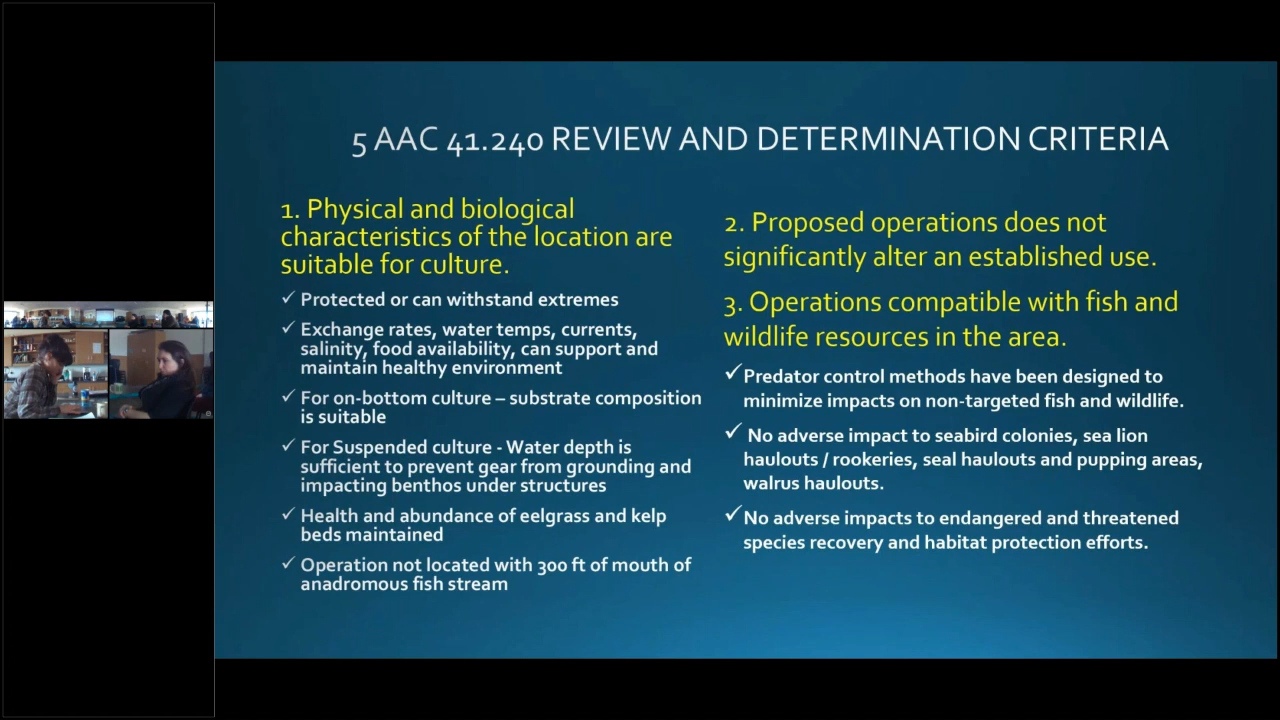 5 AAC 41.240 REVIEW AND DETERMINATION CRITERIA
1. Physical and biological
characteristics of the location are
suitable for culture.
✓ Protected or can withstand extremes
✓ Exchange rates, water temps, currents,
salinity, food availability, can support and
maintain healthy environment
✓ For on-bottom culture – substrate composition
is suitable
✓ For Suspended culture - Water depth is
sufficient to prevent gear from grounding and
impacting benthos under structures
✓ Health and abundance of eelgrass and kelp
beds maintained
✓ Operation not located with 300 ft of mouth of
anadromous fish stream
2. Proposed operations does not
significantly alter an established use.
3. Operations compatible with fish and
wildlife resources in the area.
✓Predator control methods have been designed to
minimize impacts on non-targeted fish and wildlife.
✓ No adverse impact to seabird colonies, sea lion
haulouts / rookeries, seal haulouts and pupping areas,
walrus haulouts.
✓No adverse impacts to endangered and threatened
species recovery and habitat protection efforts.